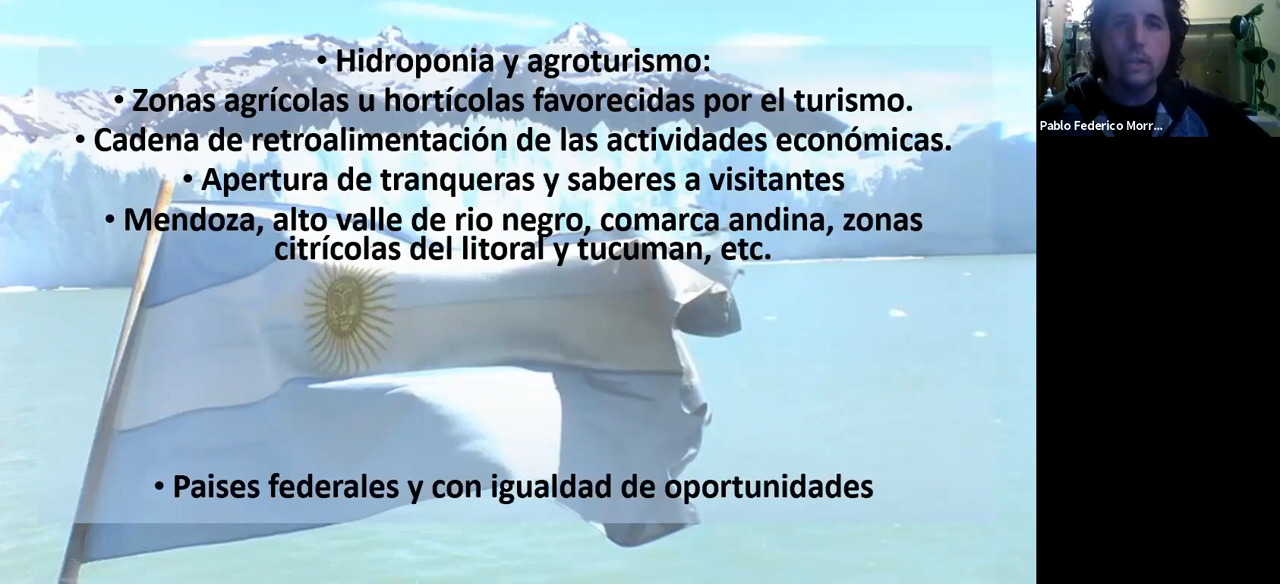 • Hidroponia y agroturismo:
• Zonas agrícolas u hortícolas favorecidas por el turismo.
• Cadena de retroalimentación de las actividades económicas.
• Apertura de tranqueras y saberes a visitantes
• Mendoza, alto valle de rio negro, comarca andina, zonas
citrícolas del litoral y tucuman, etc.
• Paises federales y con igualdad de oportunidades
Pablo Federico Morr...